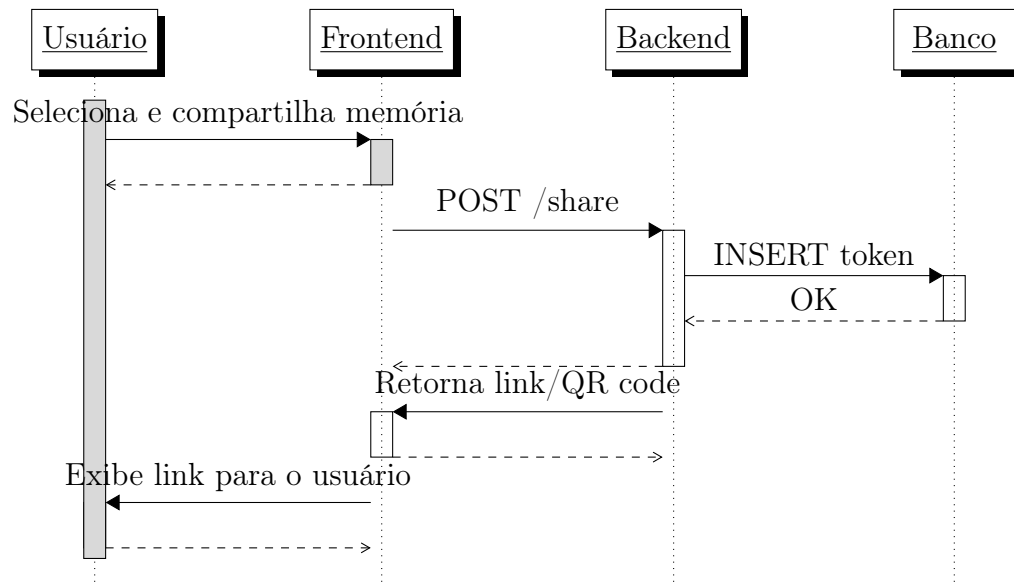 Usuário
Frontend
Backend
Banco
Seleciona e compartilha memória
POST /share
INSERT token
OK
Retorna link/QR code
Exibe link para o usuário